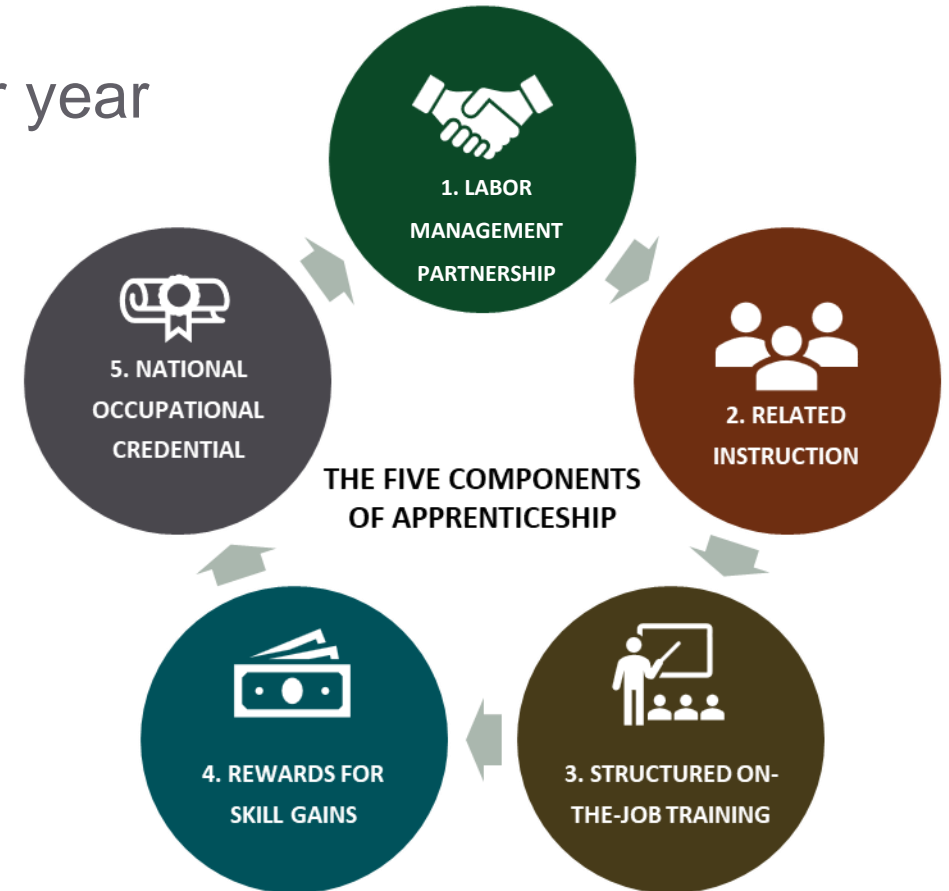 r year
1. LABOR
MANAGEMENT
PARTNERSHIP
2. RELATED
INSTRUCTION
3. STRUCTURED ON-
THE-JOB TRAINING
4. REWARDS FOR
SKILL GAINS
5. NATIONAL
OCCUPATIONAL
CREDENTIAL
THE FIVE COMPONENTS
OF APPRENTICESHIP